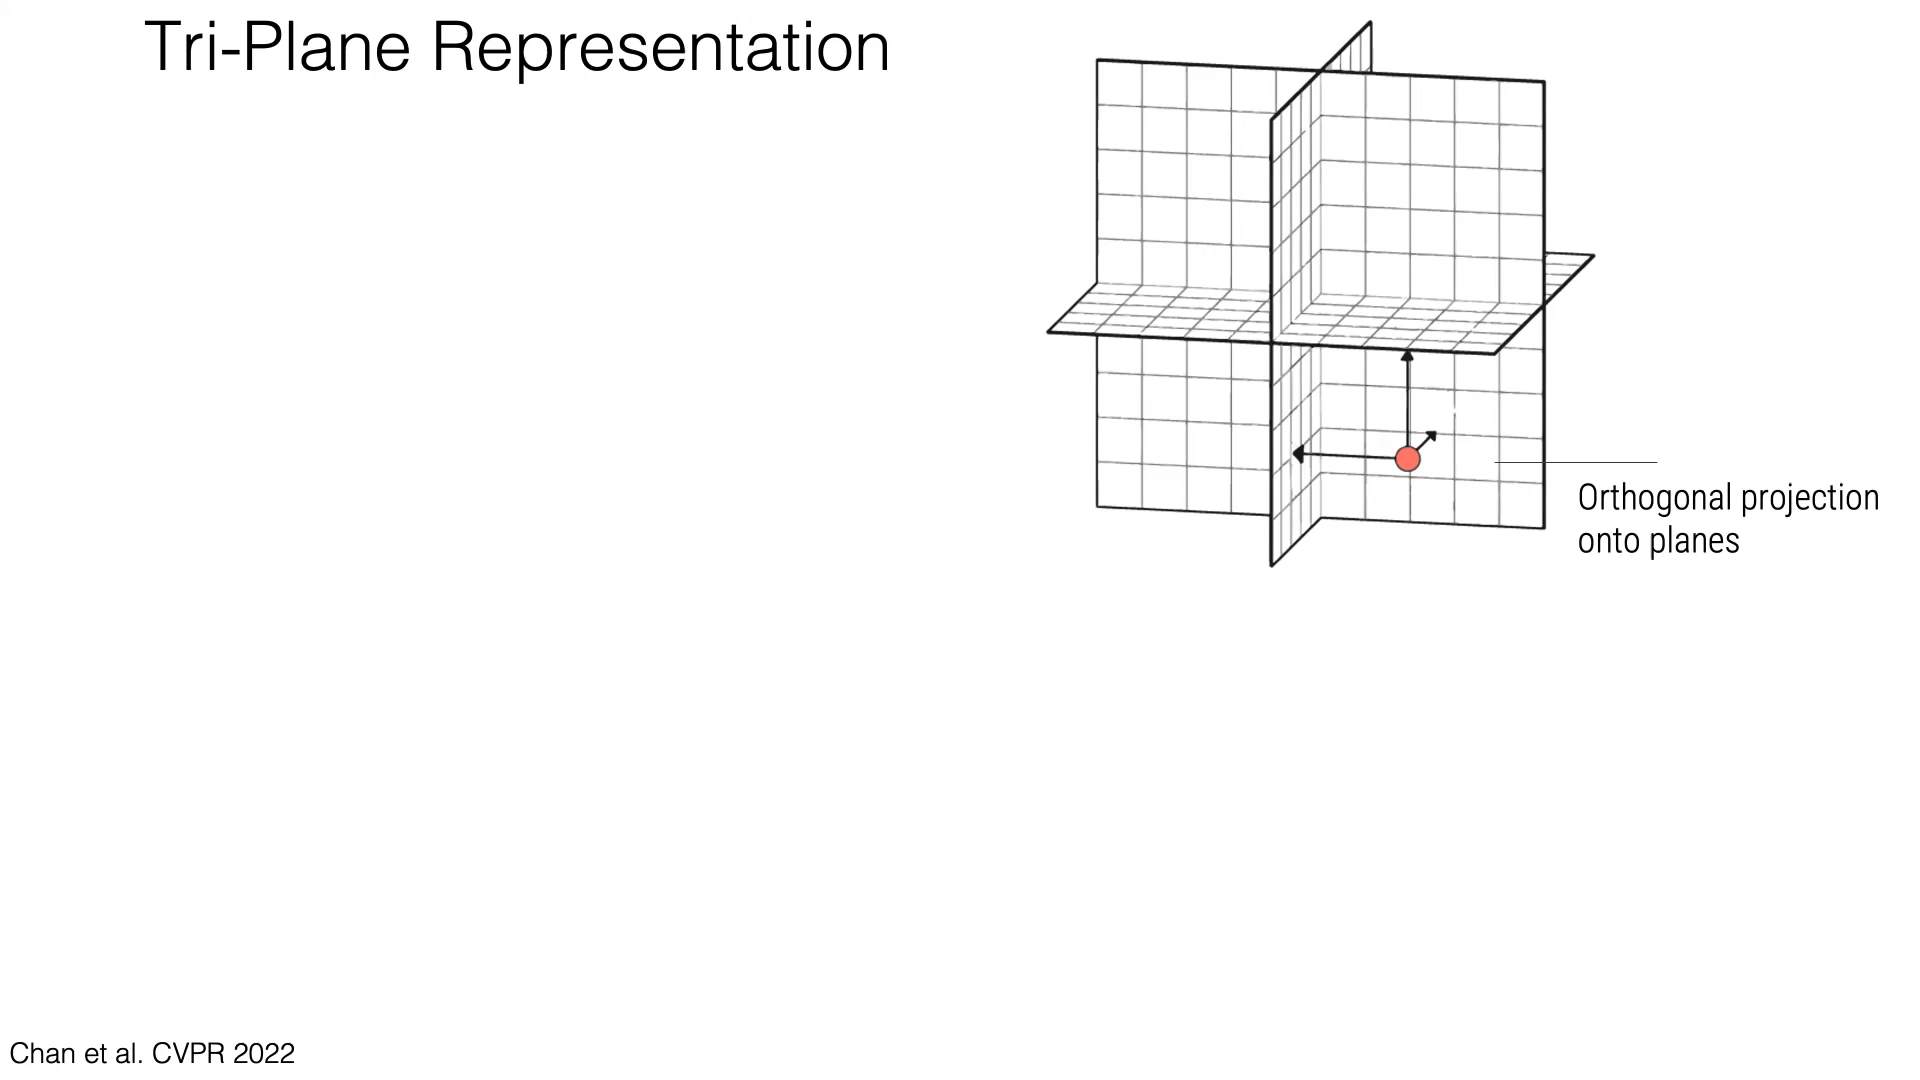 Tri-Plane Representation
Orthogonal projection
onto planes
Chan et al. CVPR 2022